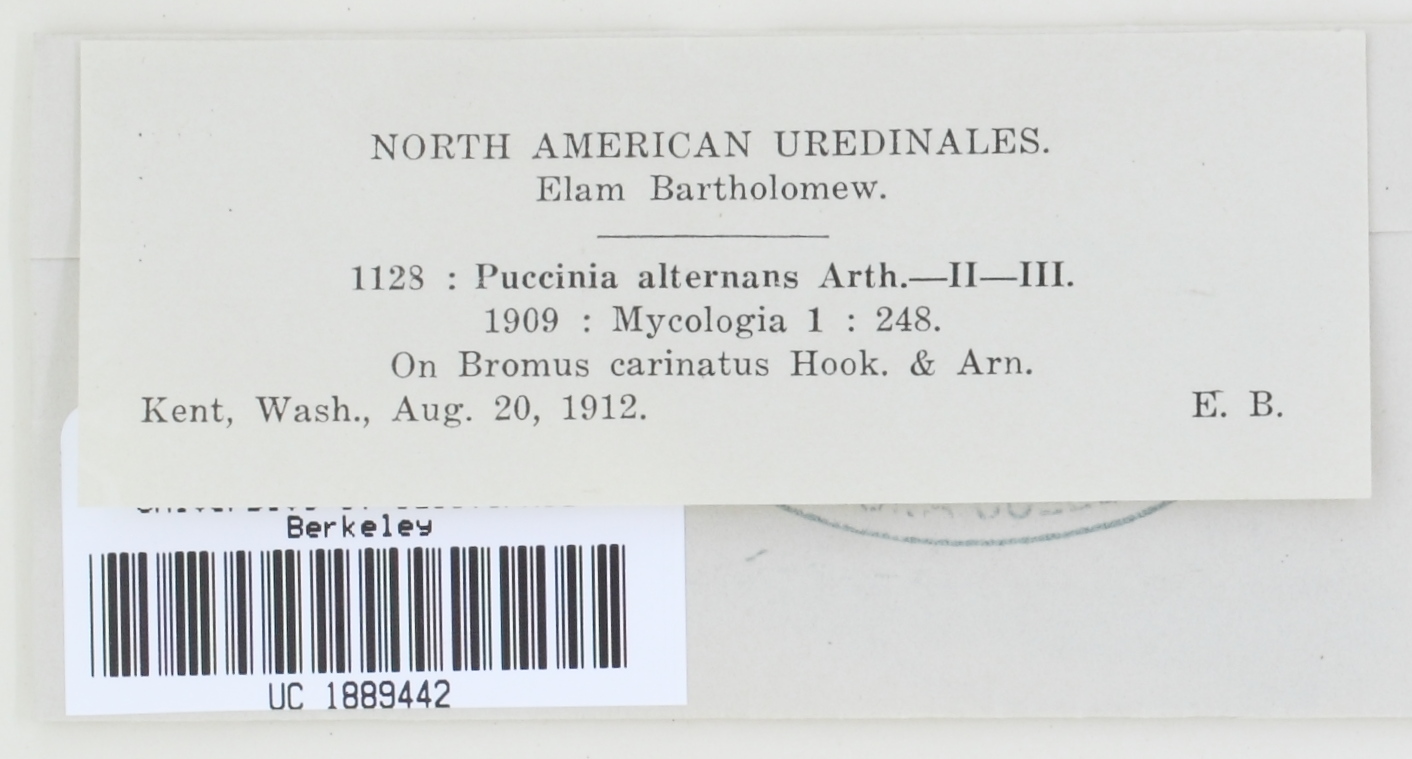 NORTH AMERICAN UREDINALES.
Elam Bartholomew.
1128 : Puccinia alternans Arth.—II—III.
1909 : Mycologia 1 : 248.
On Bromus carinatus Hook. & Arn.
Kent, Wash., Aug. 20, 1912. E. B.
Berkeley
UC 1889442